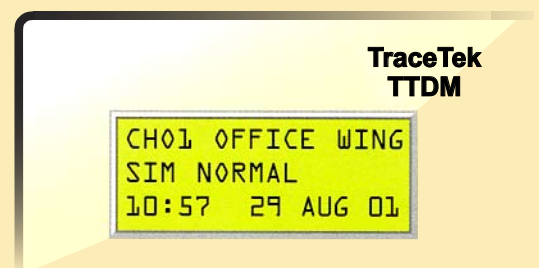 TraceTek
TTDM
CH01 OFFICE WING
SIM NORMAL
10:57 29 AUG 01